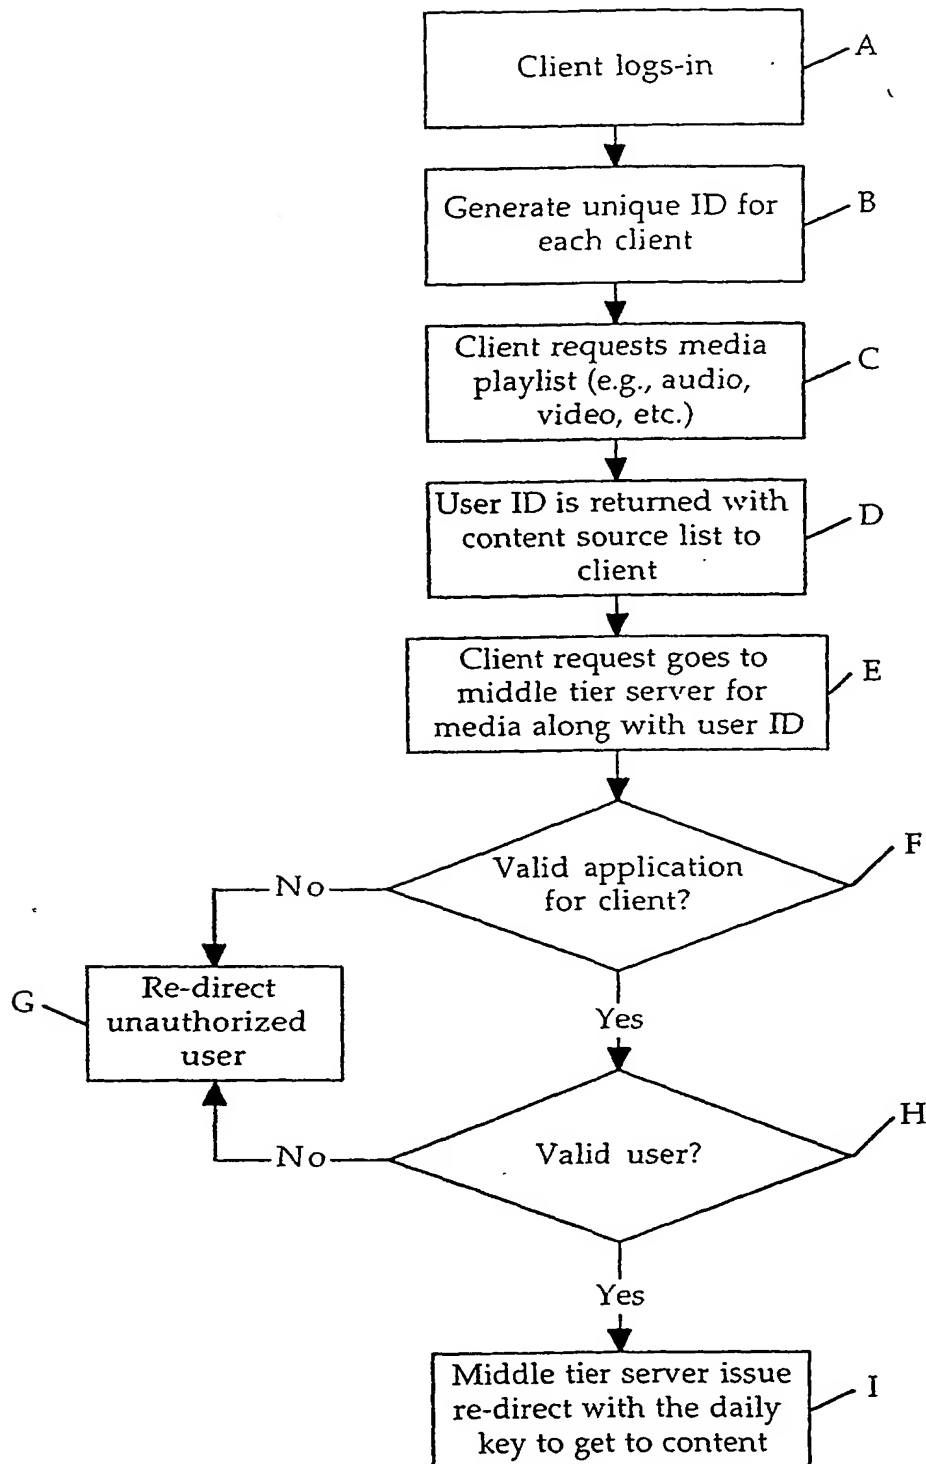 Client logs-in
A
Generate unique ID for
each client
B
Client requests media
playlist (e.g., audio,
video, etc.)
C
User ID is returned with
content source list to
client
D
Client request goes to
middle tier server for
media along with user ID
E
Valid application
for client?
F
No
Re-direct
unauthorized
user
G
Yes
Valid user?
H
No
Yes
Middle tier server issue
re-direct with the daily
key to get to content
I